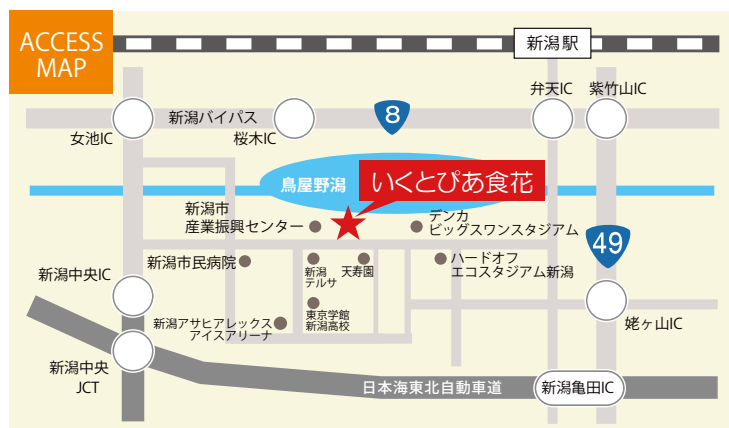 ACCESS
MAP
新潟駅
弁天IC
紫竹山IC
新潟バイパス
8
女池IC
桜木IC
鳥屋野潟
いくとぴあ食花
新潟市
産業振興センター
デンカ
ビッグスワンスタジアム
49
新潟市民病院
新潟
テルサ
天寿園
ハードオフ
エコスタジアム新潟
新潟中央IC
東京学館
新潟高校
新潟アサヒアレックス
アイスアリーナ
姥ヶ山IC
新潟中央
JCT
日本海東北自動車道
新潟亀田IC